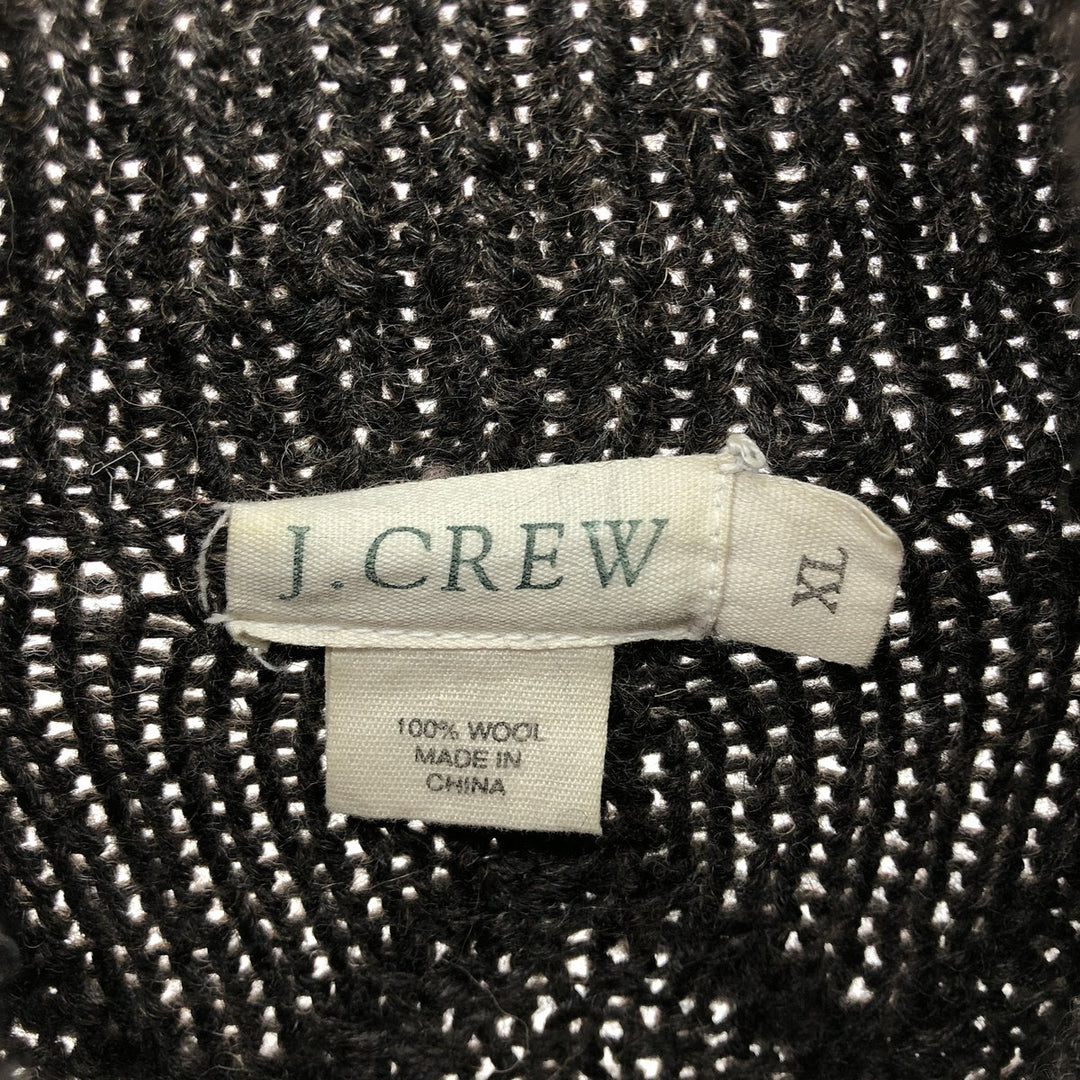 J.CREW
XL
100% WOOL
MADE IN
CHINA